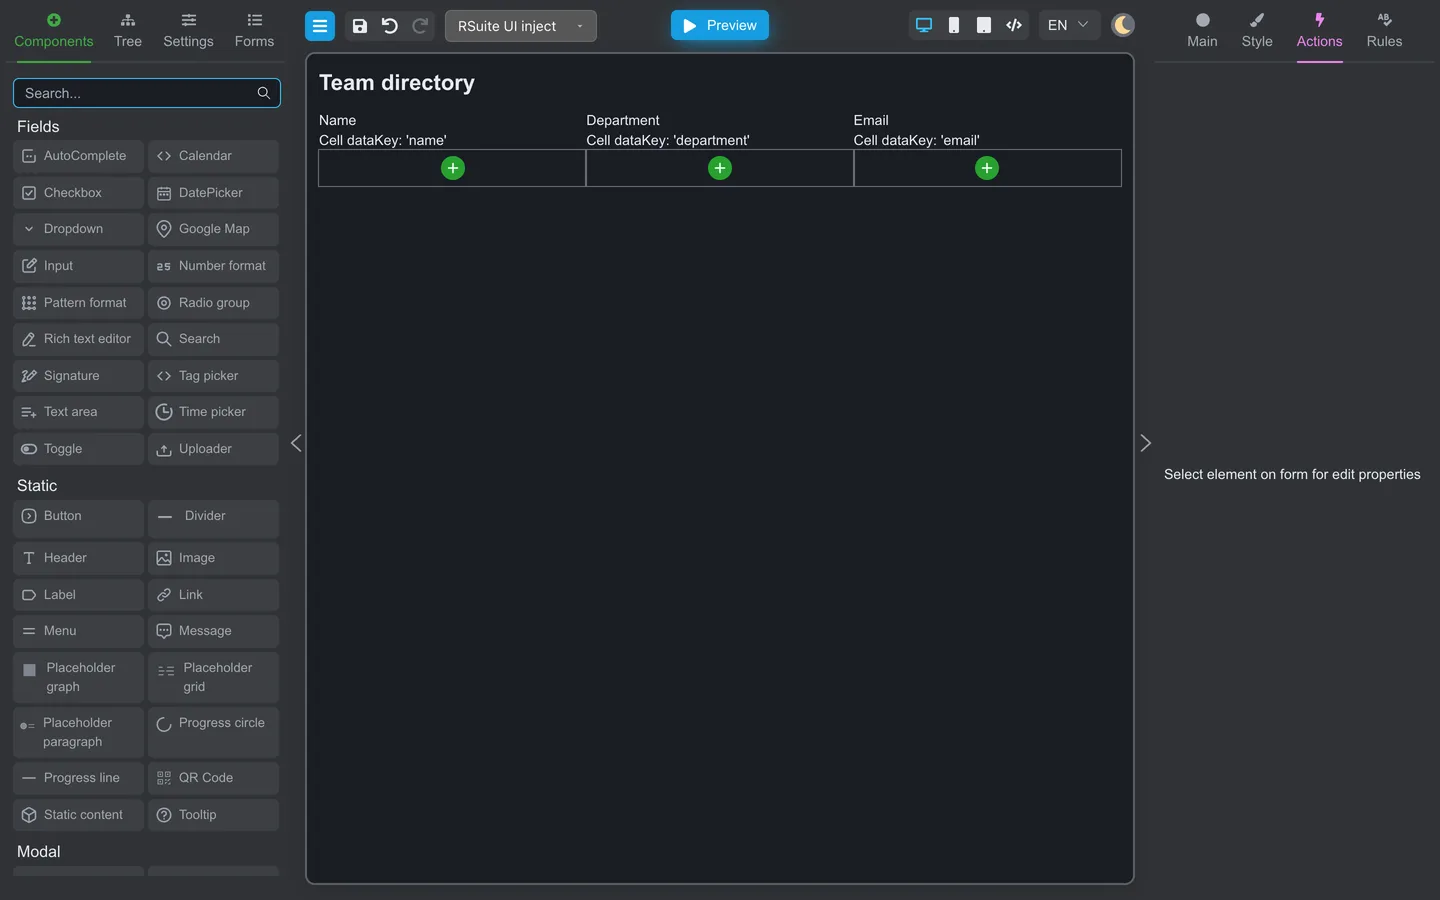 Components
Tree
Settings
Forms
RSuite UI inject
Preview
EN
Main
Style
Actions
AB
Rules
Search...
Fields
AutoComplete
Calendar
Checkbox
DatePicker
Dropdown
Google Map
Input
25 Number format
Pattern format
Radio group
Rich text editor
Search
Signature
Tag picker
Text area
Time picker
Toggle
Uploader
Static
Button
Divider
Header
Image
Label
Link
Menu
Message
Placeholder
graph
Placeholder
grid
Placeholder
paragraph
Progress circle
Progress line
QR Code
Static content
Tooltip
Modal
Team directory
Name
Department
Email
Cell dataKey: 'name'
Cell dataKey: 'department'
Cell dataKey: 'email'
Select element on form for edit properties